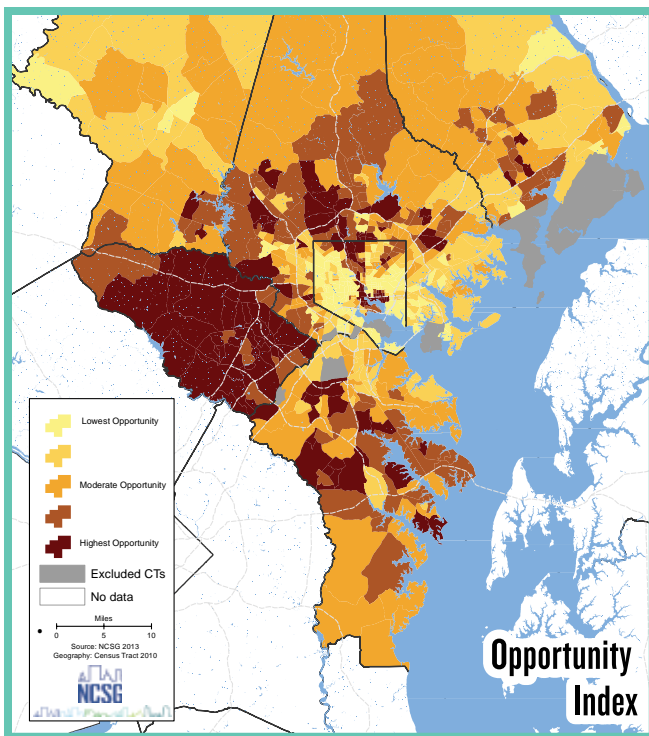 Lowest Opportunity
Moderate Opportunity
Highest Opportunity
Excluded CTs
No data
Miles
0 5 10
Source: NCSG 2013
Geography: Census Tract 2010
NCSG
Opportunity
Index